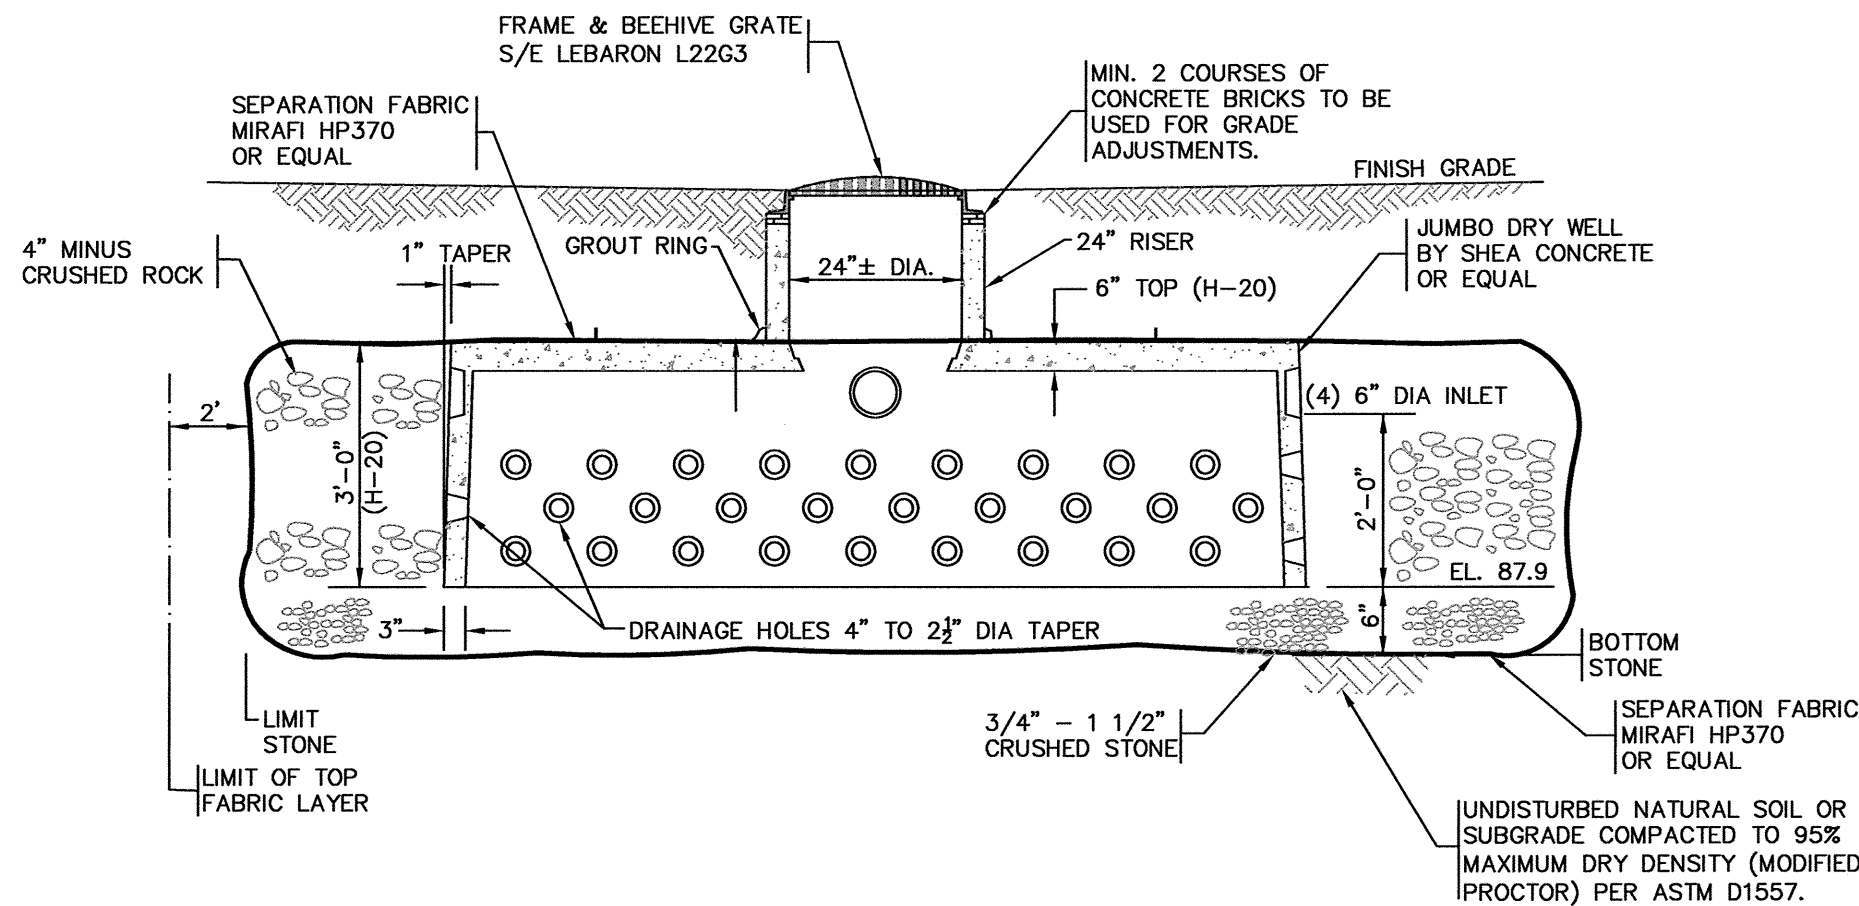 FRAME & BEEHIVE GRATE
S/E LEBARON L22G3
MIN. 2 COURSES OF
CONCRETE BRICKS TO BE
USED FOR GRADE
ADJUSTMENTS.
SEPARATION FABRIC
MIRAFI HP370
OR EQUAL
FINISH GRADE
4" MINUS
CRUSHED ROCK
1" TAPER
GROUT RING
24"± DIA.
24" RISER
6" TOP (H-20)
JUMBO DRY WELL
BY SHEA CONCRETE
OR EQUAL
2'
3'-0"
(H-20)
(4) 6" DIA INLET
2'-0"
EL. 87.9
6"
3"
DRAINAGE HOLES 4" TO 2½" DIA TAPER
BOTTOM
STONE
LIMIT
STONE
3/4" - 1 1/2"
CRUSHED STONE
SEPARATION FABRIC
MIRAFI HP370
OR EQUAL
LIMIT OF TOP
FABRIC LAYER
UNDISTURBED NATURAL SOIL OR
SUBGRADE COMPACTED TO 95%
MAXIMUM DRY DENSITY (MODIFIED
PROCTOR) PER ASTM D1557.